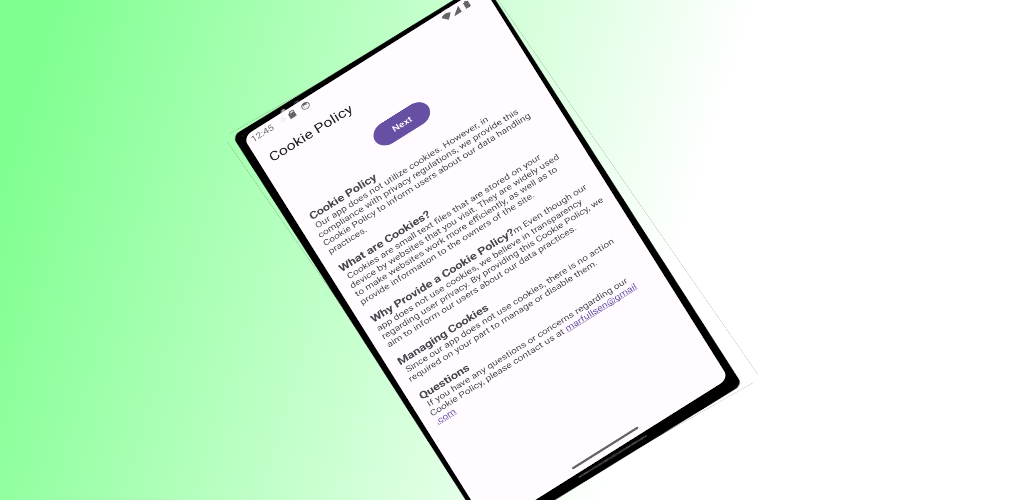 12:45
Cookie Policy
Next
Cookie Policy
Our app does not utilize cookies. However, in
compliance with privacy regulations, we provide this
Cookie Policy to inform users about our data handling
practices.
What are Cookies?
Cookies are small text files that are stored on your
device by websites that you visit. They are widely used
to make websites work more efficiently, as well as to
provide information to the owners of the site.
Why Provide a Cookie Policy?m Even though our
app does not use cookies, we believe in transparency
regarding user privacy. By providing this Cookie Policy, we
aim to inform our users about our data practices.
Managing Cookies
Since our app does not use cookies, there is no action
required on your part to manage or disable them.
Questions
If you have any questions or concerns regarding our
Cookie Policy, please contact us at marfullsen@gmail
.com